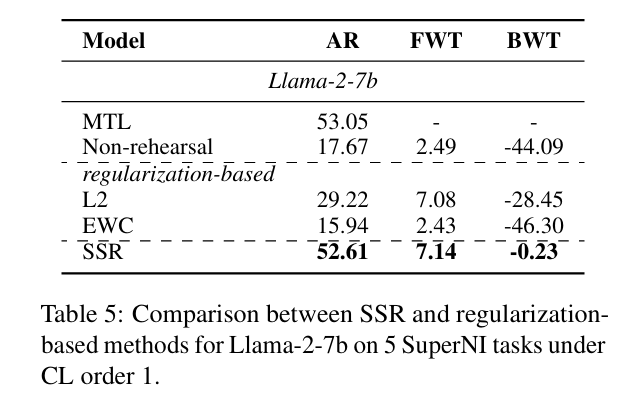 Model AR FWT BWT
Llama-2-7b
MTL 53.05 - -
Non-rehearsal 17.67 2.49 -44.09
regularization-based
L2 29.22 7.08 -28.45
EWC 15.94 2.43 -46.30
SSR 52.61 7.14 -0.23
Table 5: Comparison between SSR and regularization-
based methods for Llama-2-7b on 5 SuperNI tasks under
CL order 1.